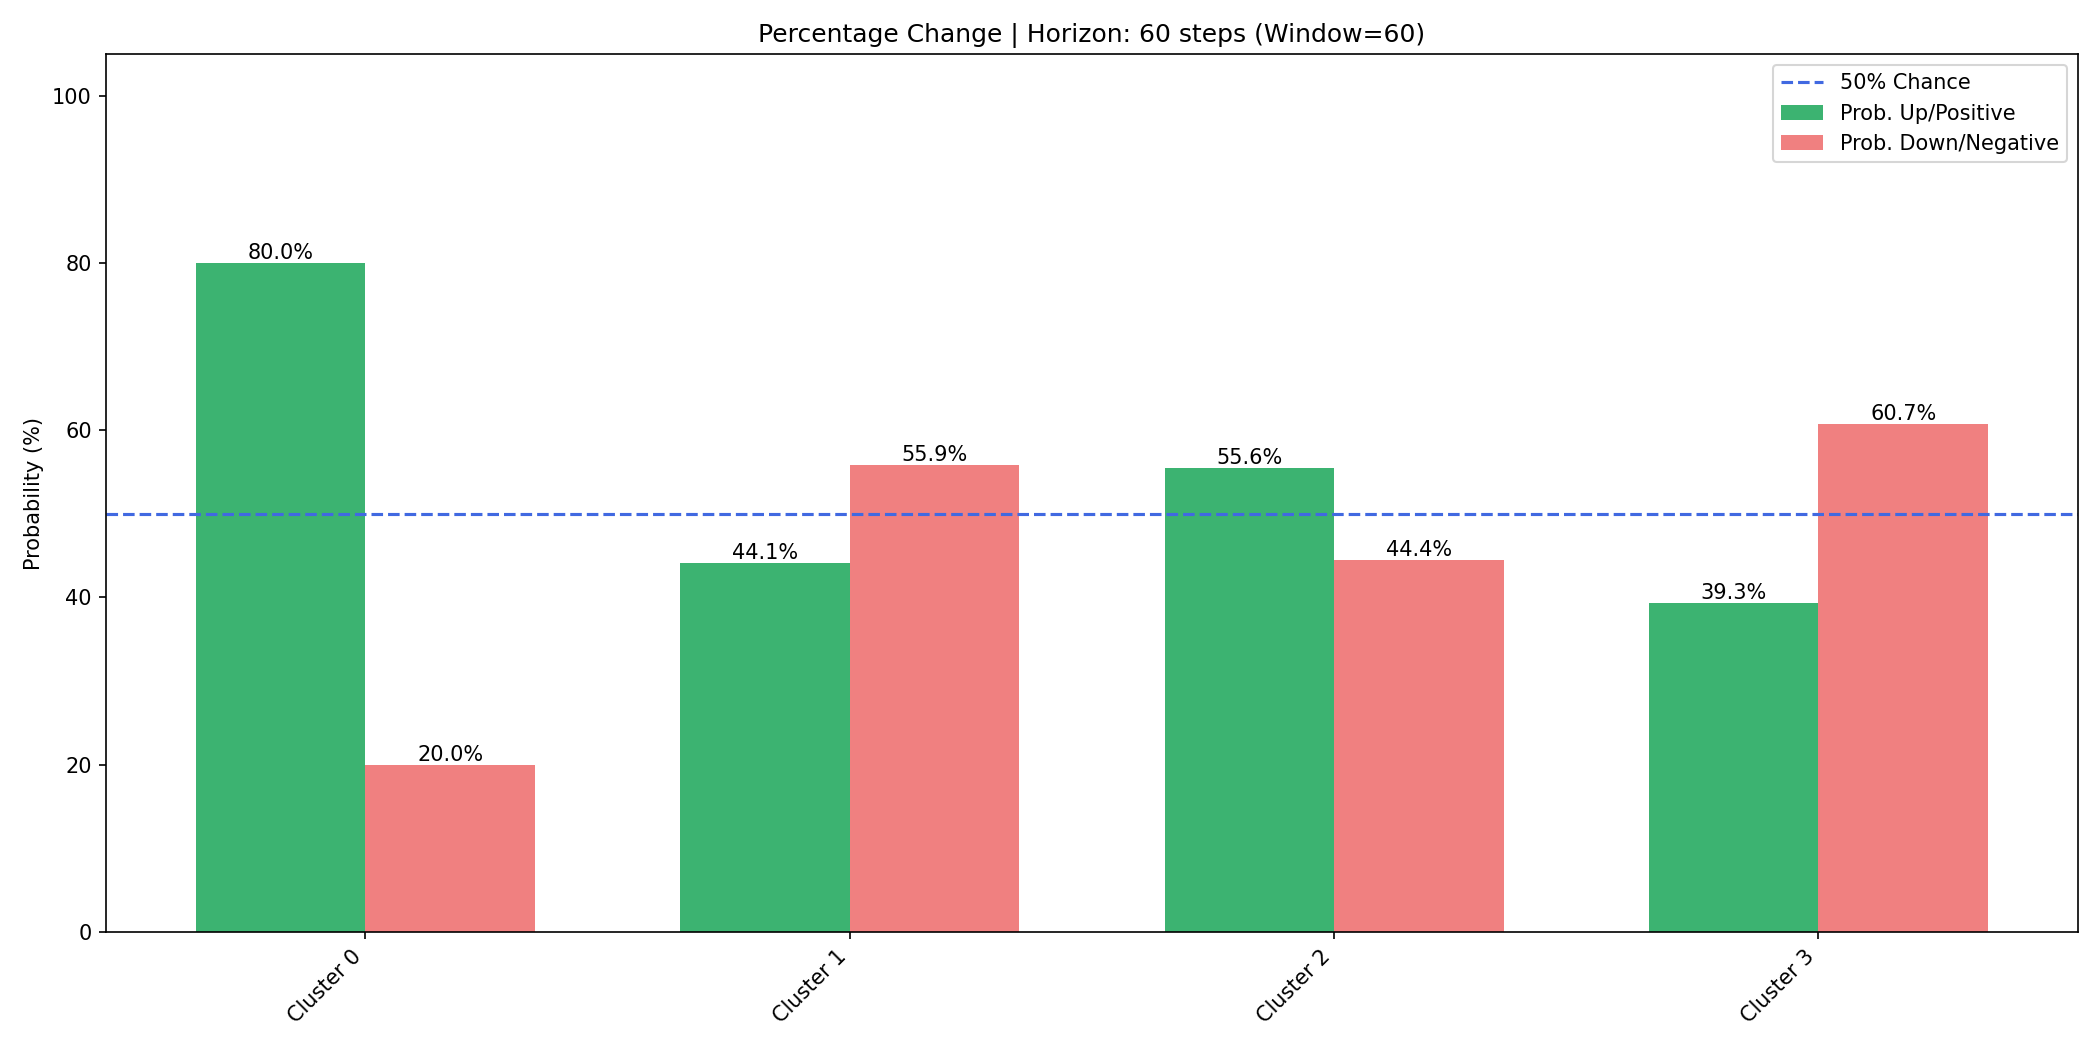 Percentage Change | Horizon: 60 steps (Window=60)
50% Chance
Prob. Up/Positive
Prob. Down/Negative
Probability (%)
100
80
60
40
20
0
80.0%
20.0%
44.1%
55.9%
55.6%
44.4%
39.3%
60.7%
Cluster 0
Cluster 1
Cluster 2
Cluster 3